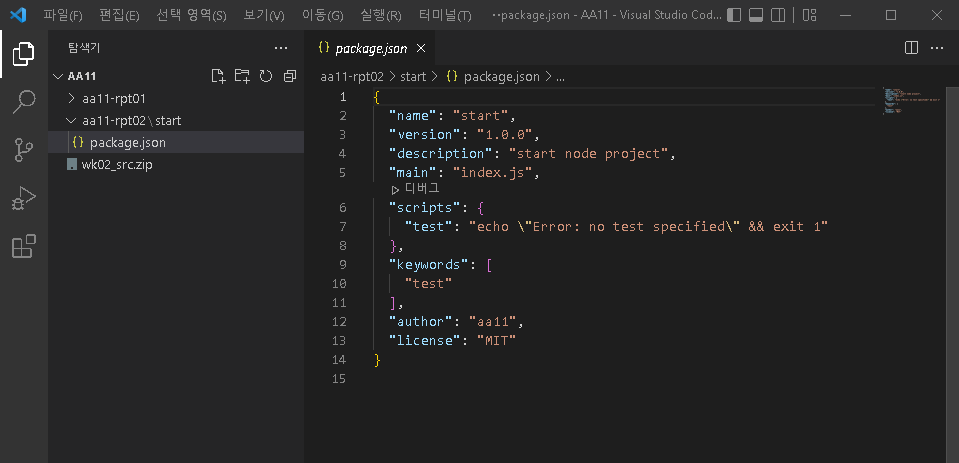 파일(F) 편집(E) 선택 영역(S) 보기(V) 이동(G) 실행(R) 터미널(T) ··package.json - AA11 - Visual Studio Cod...
탐색기 ···
AA11
aa11-rpt01
aa11-rpt02 \ start
{} package.json
wk02_src.zip
{} package.json ×
aa11-rpt02 > start > {} package.json > ...
1 {
2 "name": "start",
3 "version": "1.0.0",
4 "description": "start node project",
5 "main": "index.js",
디버그
6 "scripts": {
7 "test": "echo \"Error: no test specified\" && exit 1"
8 },
9 "keywords": [
10 "test"
11 ],
12 "author": "aa11",
13 "license": "MIT"
14 }
15